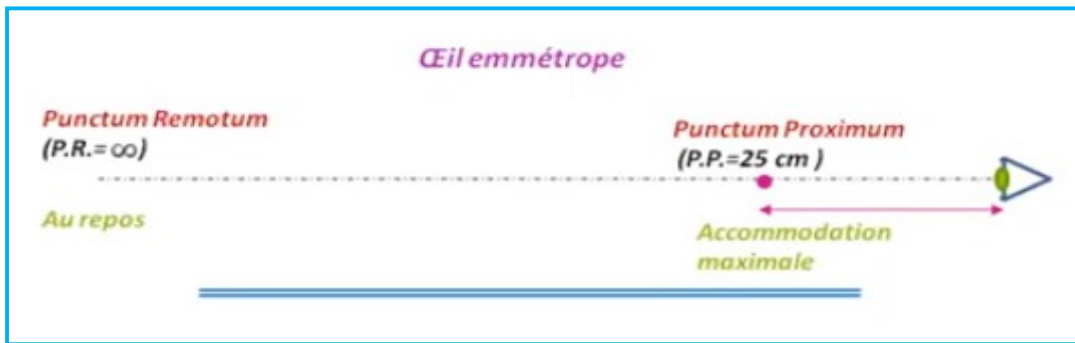 Œil emmétrope
Punctum Remotum
(P.R.= ∞)
Punctum Proximum
(P.P.=25 cm )
Au repos
Accommodation
maximale